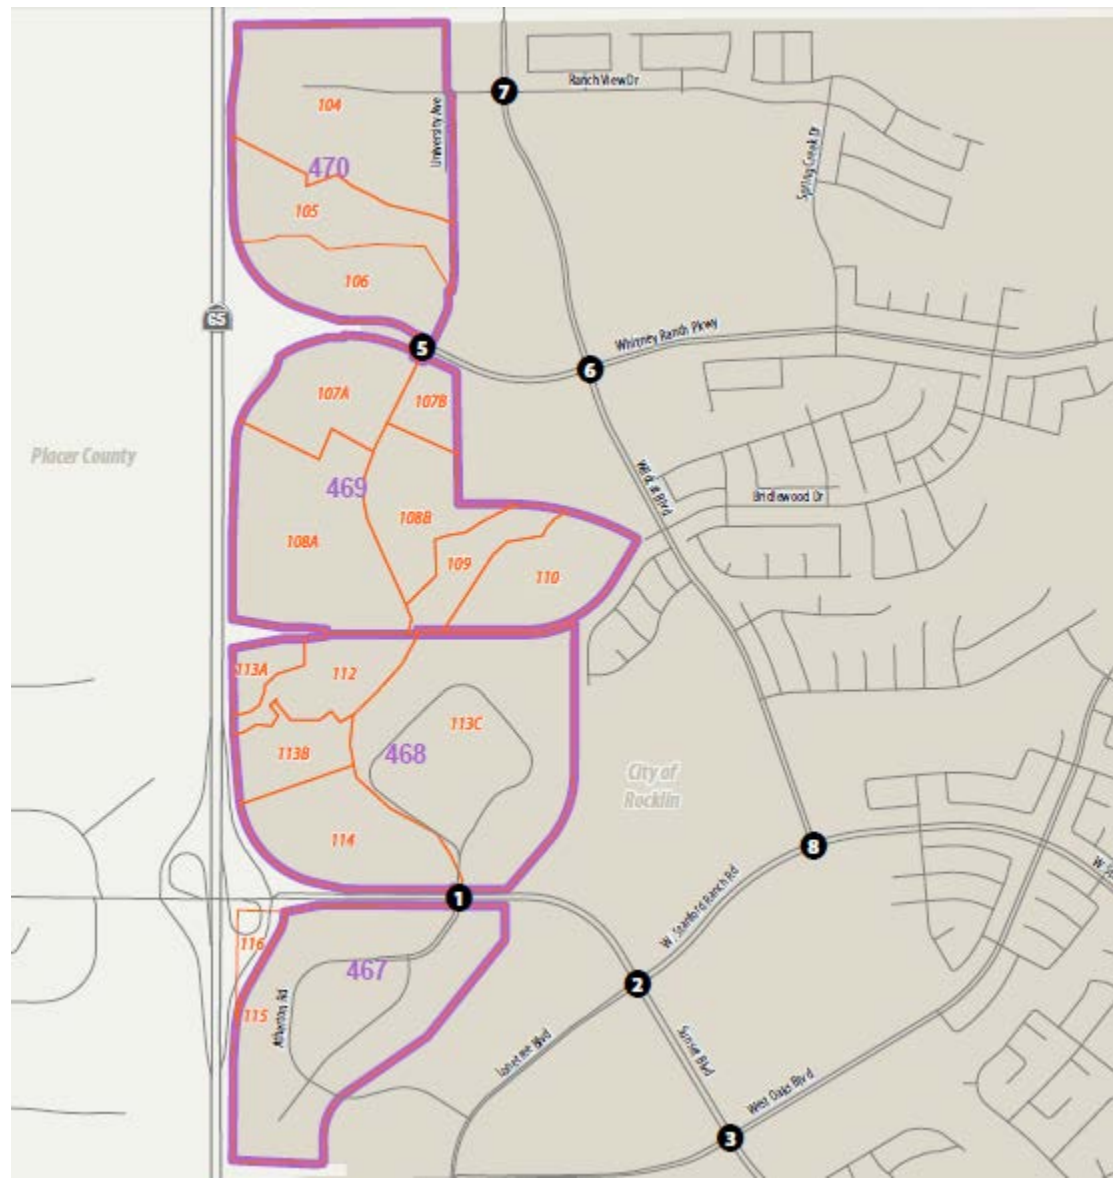 7
Ranch View Dr
104
University Ave
470
Spring Creek Dr
105
106
65
5
Whitney Ranch Pkwy
6
107A
107B
Placer County
469
Wildcat Blvd
Bridlewood Dr
108B
108A
109
110
113A
112
113C
113B
468
City of
Rocklin
114
8
1
W. Stanford Ranch Rd
116
467
2
115
Atherton Rd
Lonetree Blvd
Sunset Blvd
West Oaks Blvd
3